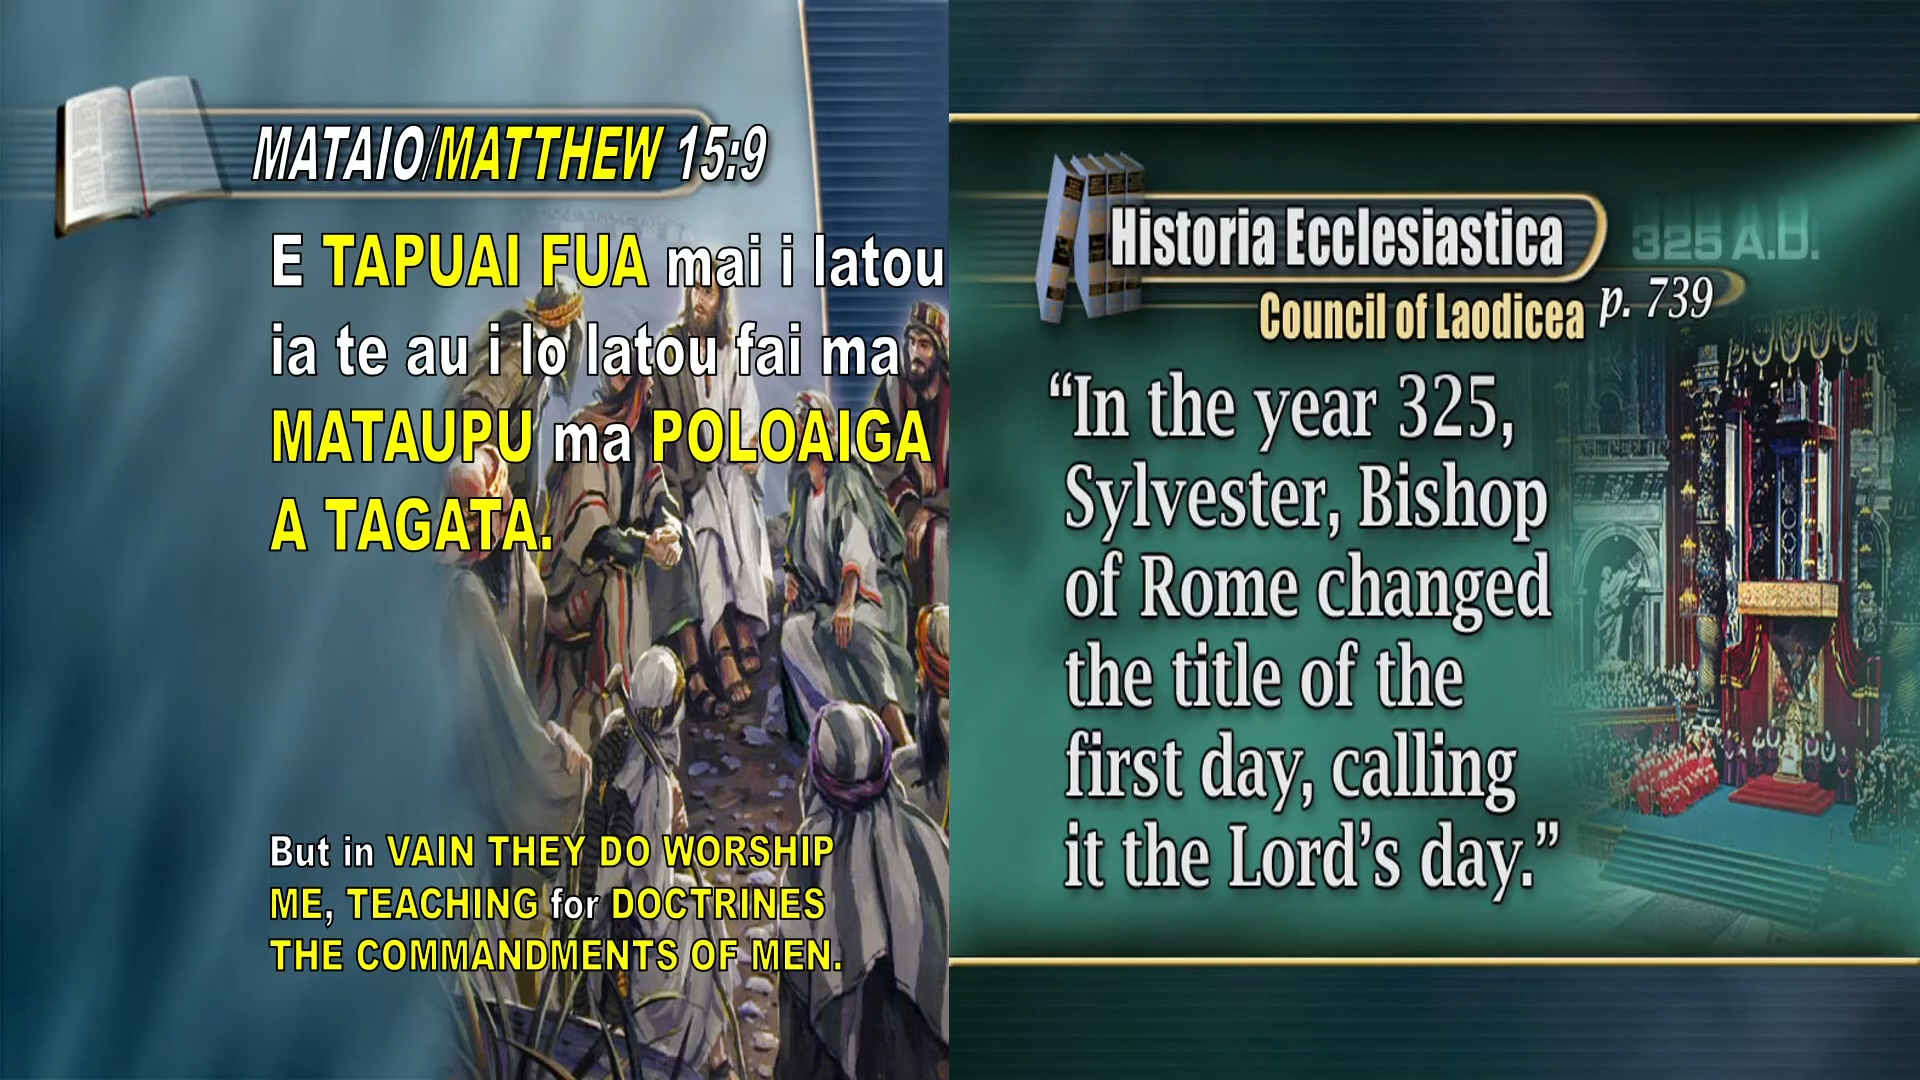 MATAIO/MATTHEW 15:9
E TAPUAI FUA mai i latou
ia te au i lo latou fai ma
MATAUPU ma POLOAIGA
A TAGATA.
But in VAIN THEY DO WORSHIP
ME, TEACHING for DOCTRINES
THE COMMANDMENTS OF MEN.
Historia Ecclesiastica
325 A.D.
Council of Laodicea p. 739
“In the year 325,
Sylvester, Bishop
of Rome changed
the title of the
first day, calling
it the Lord’s day.”